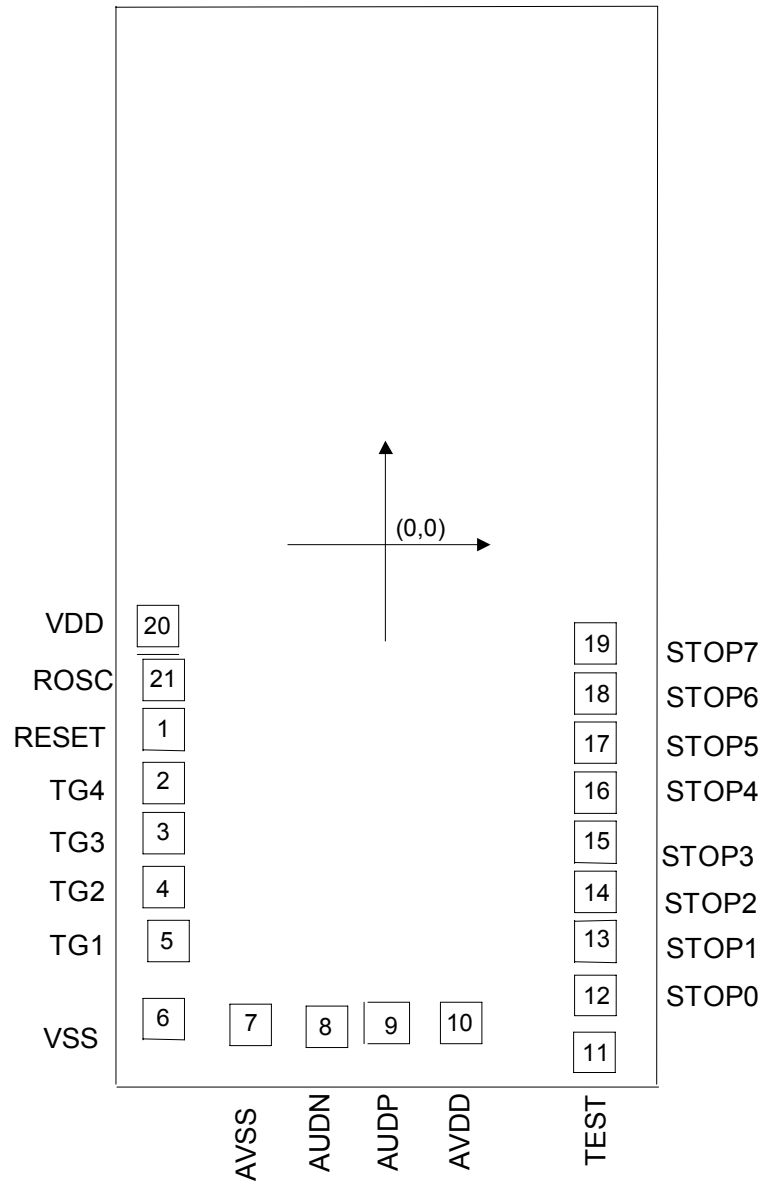 (0,0)
VDD 20
19 STOP7
ROSC 21
18 STOP6
RESET 1
17 STOP5
TG4 2
16 STOP4
TG3 3
15 STOP3
TG2 4
14 STOP2
TG1 5
13 STOP1
12 STOP0
VSS 6
7
8
9
10
11
AVSS
AUDN
AUDP
AVDD
TEST